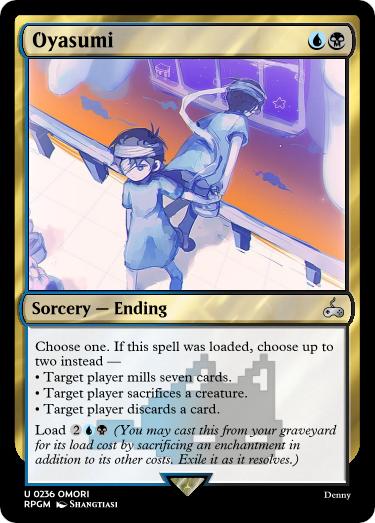 Oyasumi
Sorcery — Ending
Choose one. If this spell was loaded, choose up to
two instead —
• Target player mills seven cards.
• Target player sacrifices a creature.
• Target player discards a card.
Load 2 (You may cast this from your graveyard
for its load cost by sacrificing an enchantment in
addition to its other costs. Exile it as it resolves.)
U 0236 OMORI
Denny
RPGM Shangtiasi